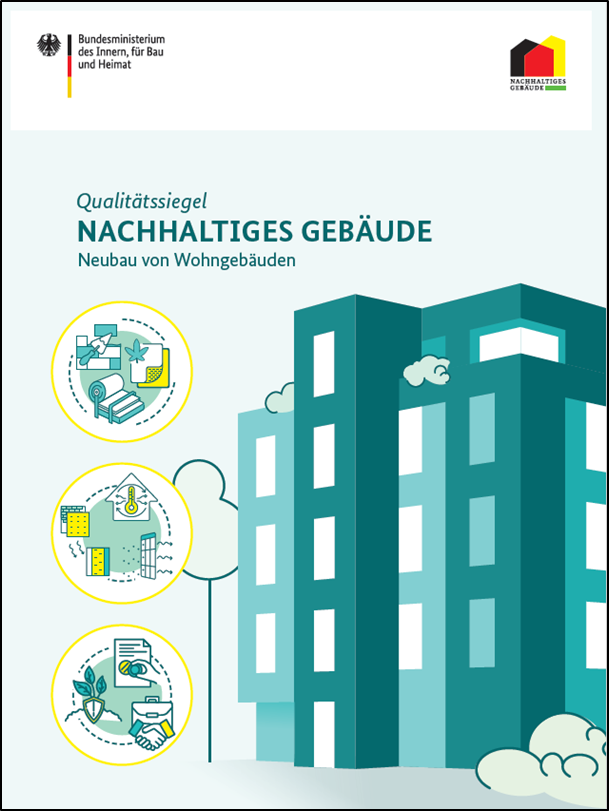 Bundesministerium
des Innern, für Bau
und Heimat
NACHHALTIGES
GEBÄUDE
Qualitätssiegel
NACHHALTIGES GEBÄUDE
Neubau von Wohngebäuden